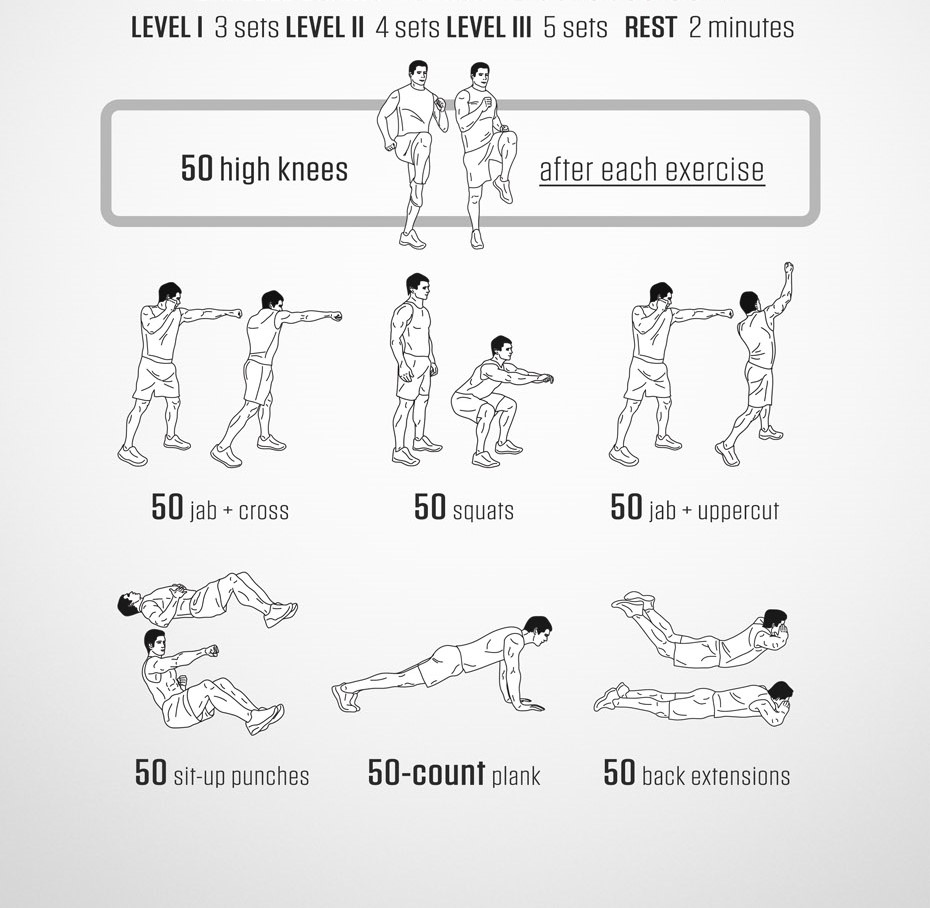 LEVEL I 3 sets LEVEL II 4 sets LEVEL III 5 sets REST 2 minutes
50 high knees after each exercise
50 jab + cross 50 squats 50 jab + uppercut
50 sit-up punches 50-count plank 50 back extensions